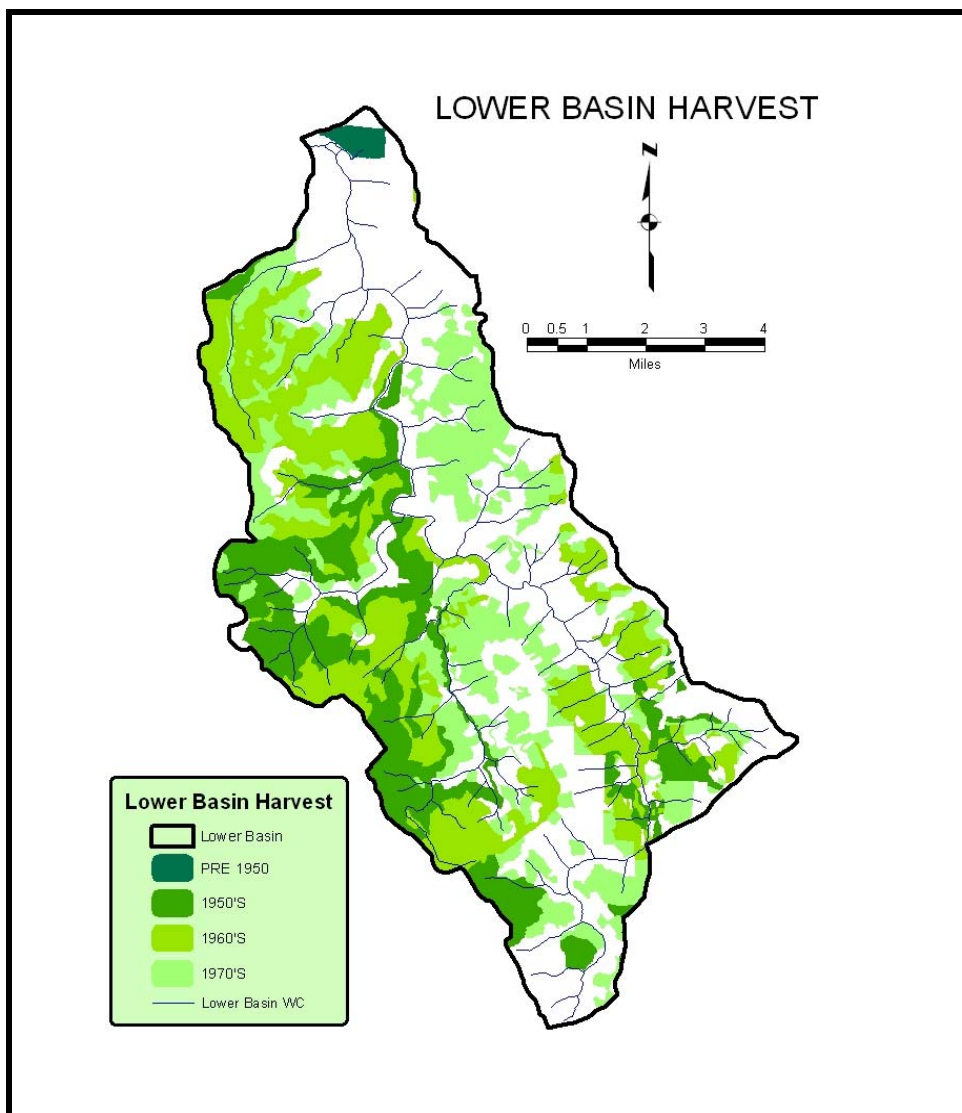 LOWER BASIN HARVEST
N
0 0.5 1 2 3 4
Miles
Lower Basin Harvest
Lower Basin
PRE 1950
1950'S
1960'S
1970'S
Lower Basin WC